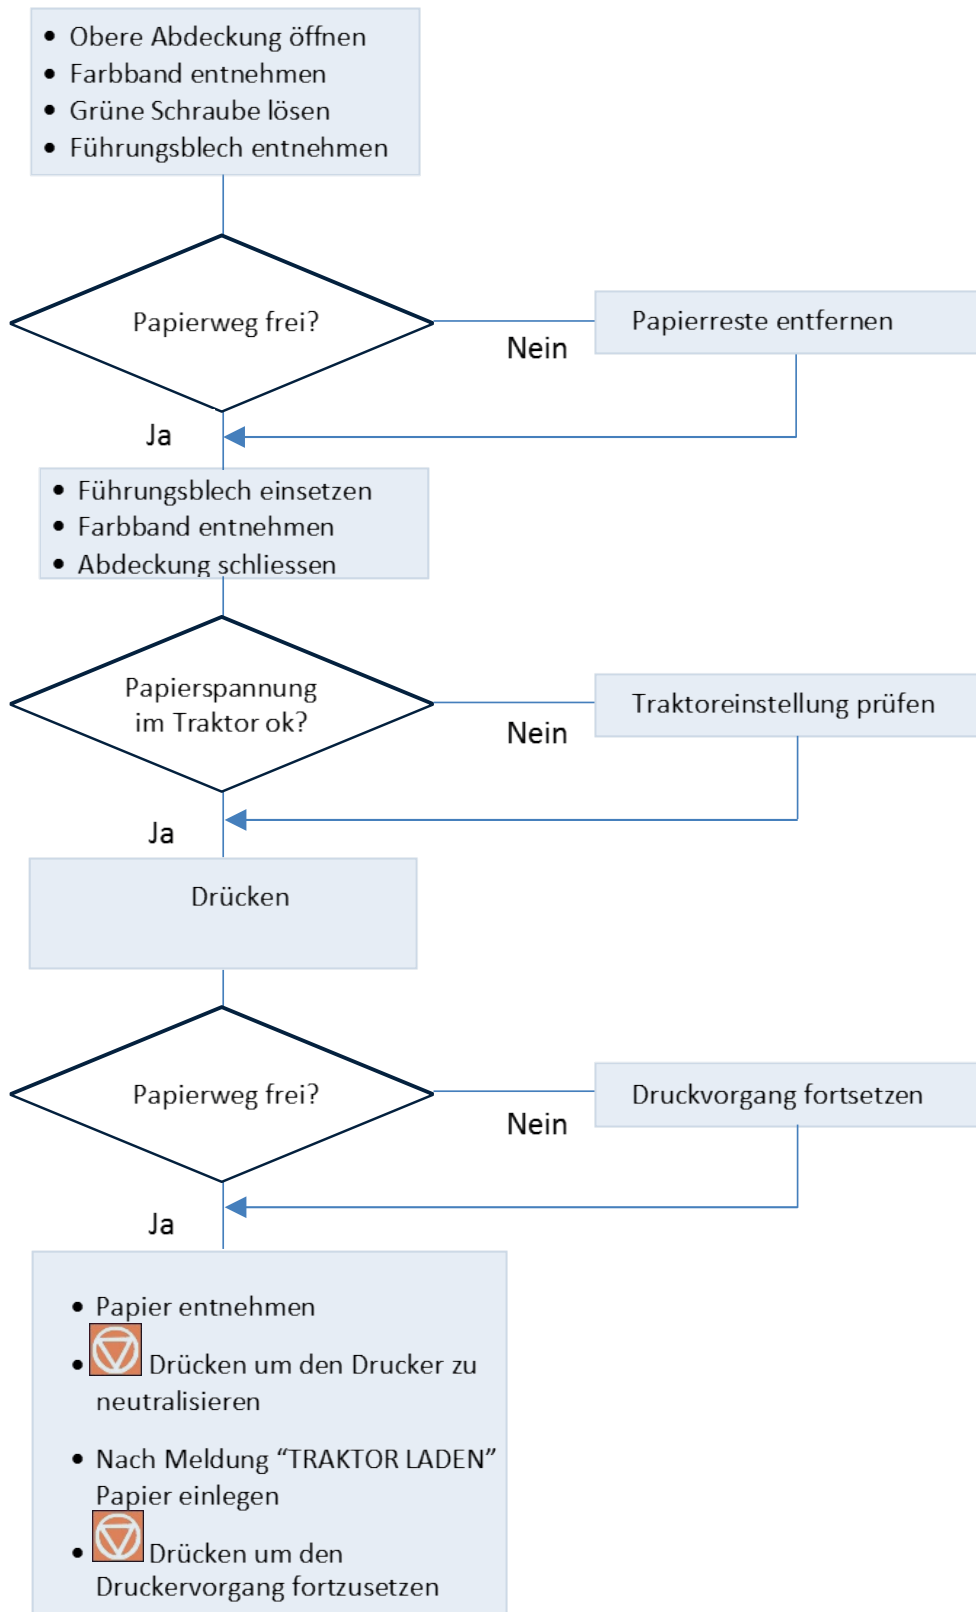 • Obere Abdeckung öffnen
• Farbband entnehmen
• Grüne Schraube lösen
• Führungsblech entnehmen
Papierweg frei?
Nein
Papierreste entfernen
Ja
• Führungsblech einsetzen
• Farbband entnehmen
• Abdeckung schliessen
Papierspannung
im Traktor ok?
Nein
Traktoreinstellung prüfen
Ja
Drücken
Papierweg frei?
Nein
Druckvorgang fortsetzen
Ja
• Papier entnehmen
• Drücken um den Drucker zu
neutralisieren
• Nach Meldung “TRAKTOR LADEN”
Papier einlegen
• Drücken um den
Druckervorgang fortzusetzen